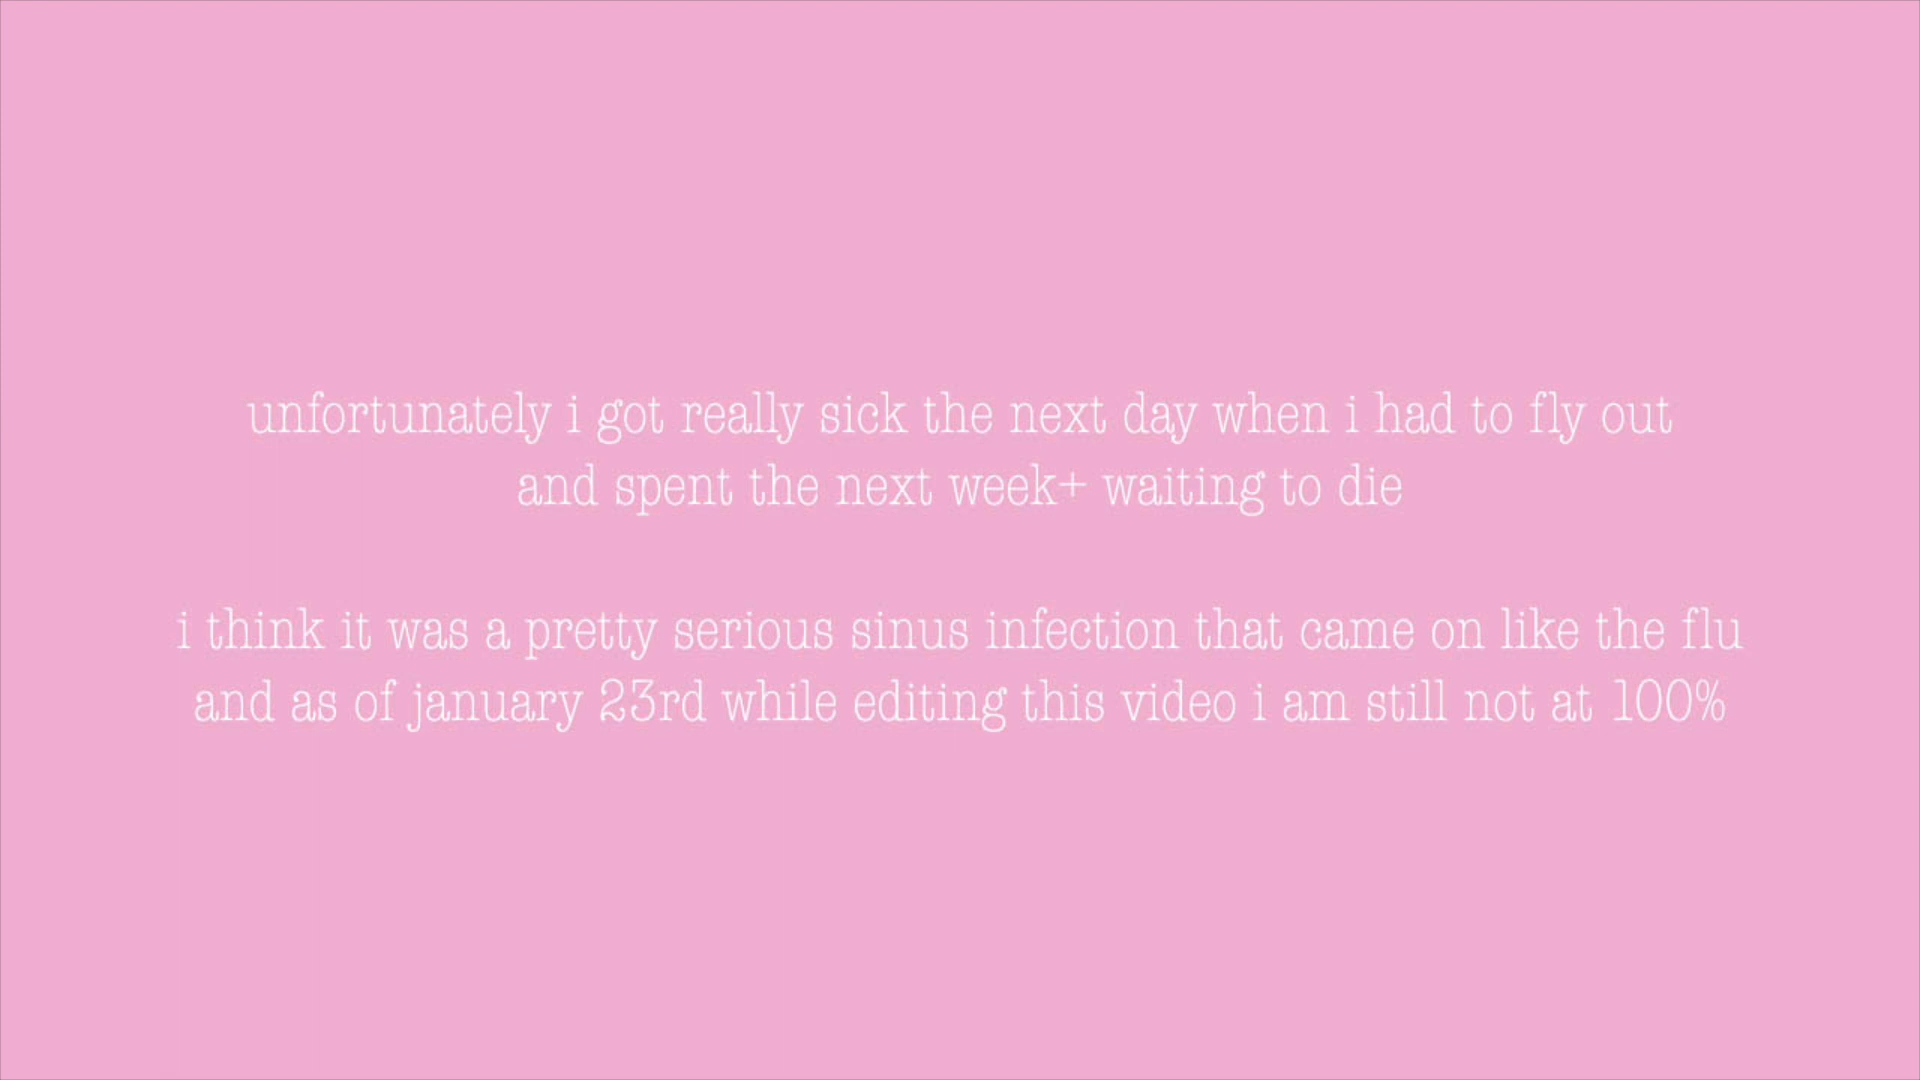 unfortunately i got really sick the next day when i had to fly out
and spent the next week+ waiting to die
i think it was a pretty serious sinus infection that came on like the flu
and as of january 23rd while editing this video i am still not at 100%